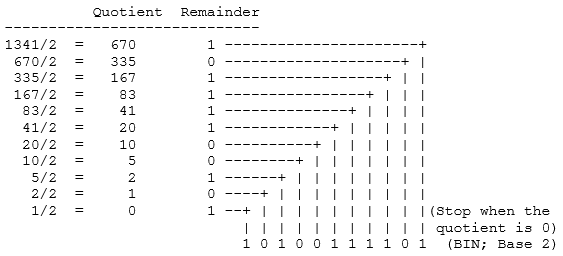 Quotient Remainder
-----------------------------
1341/2 = 670 1 ----------------------+
670/2 = 335 0 --------------------+ |
335/2 = 167 1 ------------------+ | |
167/2 = 83 1 ----------------+ | | |
83/2 = 41 1 --------------+ | | | |
41/2 = 20 1 ------------+ | | | | |
20/2 = 10 0 ----------+ | | | | | |
10/2 = 5 0 --------+ | | | | | | |
5/2 = 2 1 ------+ | | | | | | | |
2/2 = 1 0 ----+ | | | | | | | | |
1/2 = 0 1 --+ | | | | | | | | | |(Stop when the
| | | | | | | | | | | quotient is 0)
1 0 1 0 0 1 1 1 1 0 1 (BIN; Base 2)